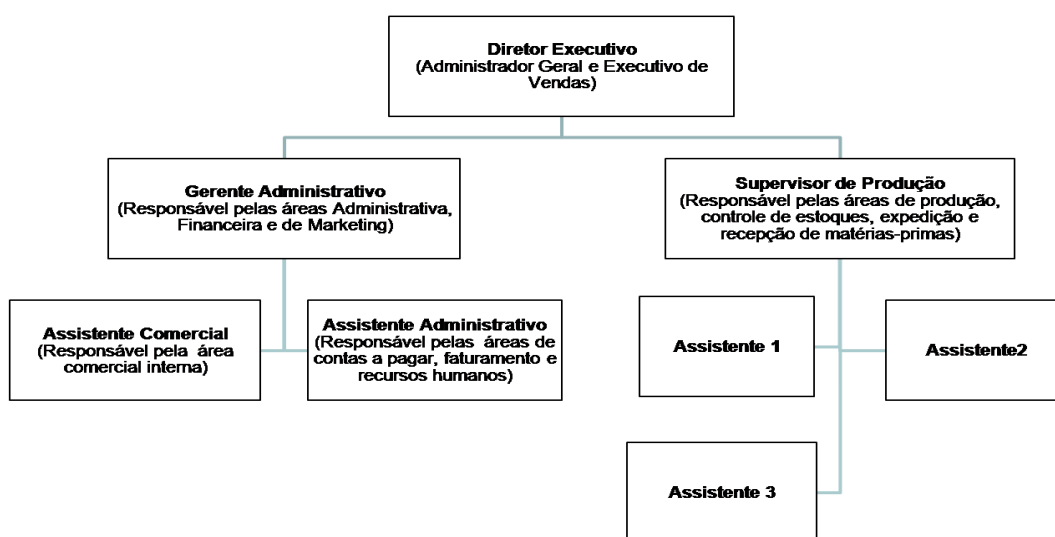 Diretor Executivo
(Administrador Geral e Executivo de
Vendas)
Gerente Administrativo
(Responsável pelas áreas Administrativa,
Financeira e de Marketing)
Supervisor de Produção
(Responsável pelas áreas de produção,
controle de estoques, expedição e
recepção de matérias-primas)
Assistente Comercial
(Responsável pela área
comercial interna)
Assistente Administrativo
(Responsável pelas áreas de
contas a pagar, faturamento e
recursos humanos)
Assistente 1
Assistente2
Assistente 3